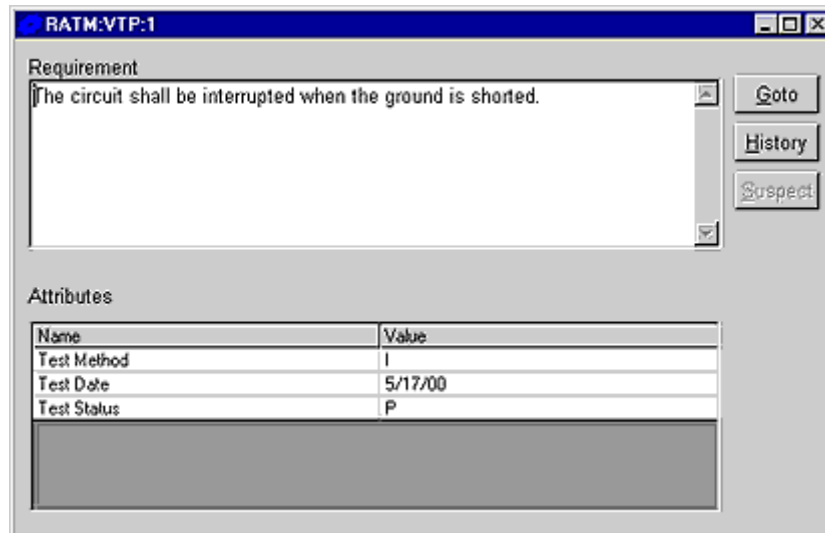 RATM:VTP:1
Requirement
The circuit shall be interrupted when the ground is shorted.
Goto
History
Suspect
Attributes
Name Value
Test Method I
Test Date 5/17/00
Test Status P